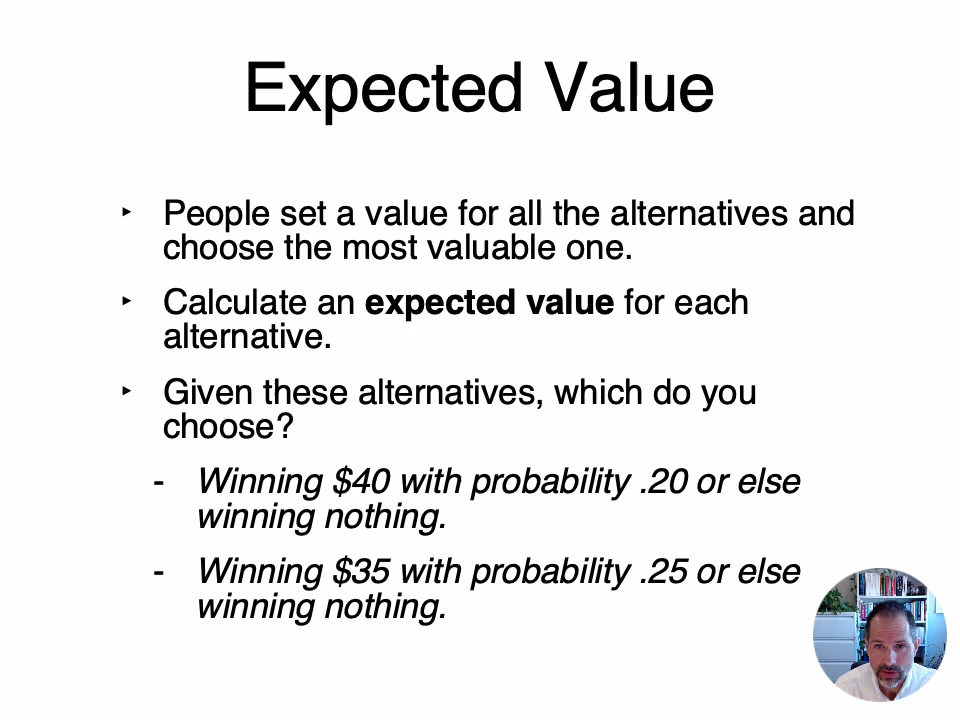 Expected Value
‣ People set a value for all the alternatives and
choose the most valuable one.
‣ Calculate an expected value for each
alternative.
‣ Given these alternatives, which do you
choose?
- Winning $40 with probability .20 or else
winning nothing.
- Winning $35 with probability .25 or else
winning nothing.